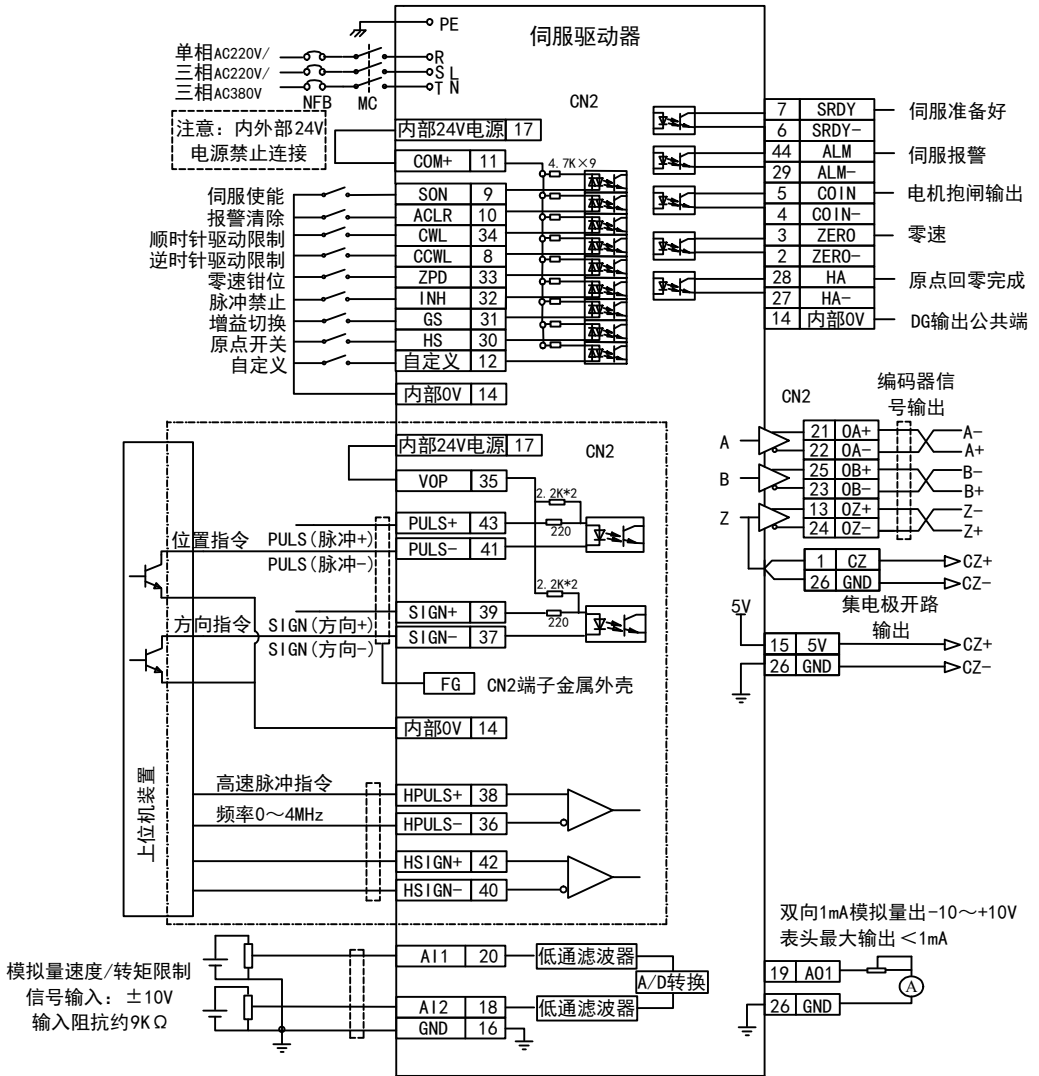 伺服驱动器
PE
单相AC220V/
三相AC220V/
三相AC380V
NFB
MC
R
S L
T N
CN2
注意：内外部24V
电源禁止连接
内部24V电源 17
COM+ 11
4.7K×9
伺服使能 SON 9
报警清除 ACLR 10
顺时针驱动限制 CWL 34
逆时针驱动限制 CCWL 8
零速钳位 ZPD 33
脉冲禁止 INH 32
增益切换 GS 31
原点开关 HS 30
自定义 自定义 12
内部0V 14
7 SRDY 伺服准备好
6 SRDY-
44 ALM 伺服报警
29 ALM-
5 COIN 电机抱闸输出
4 COIN-
3 ZERO 零速
2 ZERO-
28 HA 原点回零完成
27 HA-
14 内部0V DG输出公共端
内部24V电源 17
CN2
VOP 35
2.2K*2
220
位置指令 PULS(脉冲+) PULS+ 43
PULS(脉冲-) PULS- 41
2.2K*2
220
方向指令 SIGN(方向+) SIGN+ 39
SIGN(方向-) SIGN- 37
FG CN2端子金属外壳
内部0V 14
上位机装置
高速脉冲指令 HPULS+ 38
频率0～4MHz HPULS- 36
HSIGN+ 42
HSIGN- 40
CN2
编码器信
号输出
A 21 OA+ A-
22 OA- A+
B 25 OB+ B-
23 OB- B+
Z 13 OZ+ Z-
24 OZ- Z+
1 CZ CZ+
26 GND CZ-
集电极开路
输出
5V
15 5V CZ+
26 GND CZ-
模拟量速度/转矩限制
信号输入：±10V
输入阻抗约9KΩ
AI1 20 低通滤波器
A/D转换
AI2 18 低通滤波器
GND 16
双向1mA模拟量出-10～+10V
表头最大输出＜1mA
19 AO1
A
26 GND